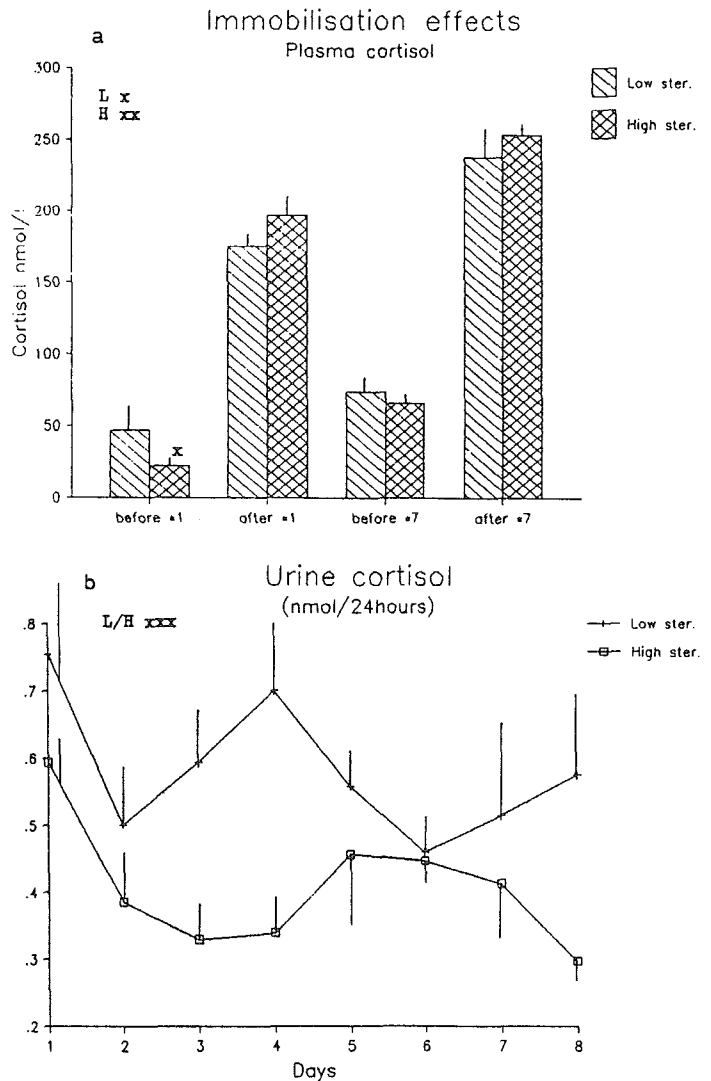 a
Immobilisation effects
Plasma cortisol
300
250
200
150
100
50
0
Cortisol nmol/l
L x
H xx
Low ster.
High ster.
x
before *1
after *1
before *7
after *7
b
Urine cortisol
(nmol/24hours)
L/H xxx
Low ster.
High ster.
.8
.7
.6
.5
.4
.3
.2
1 2 3 4 5 6 7 8
Days